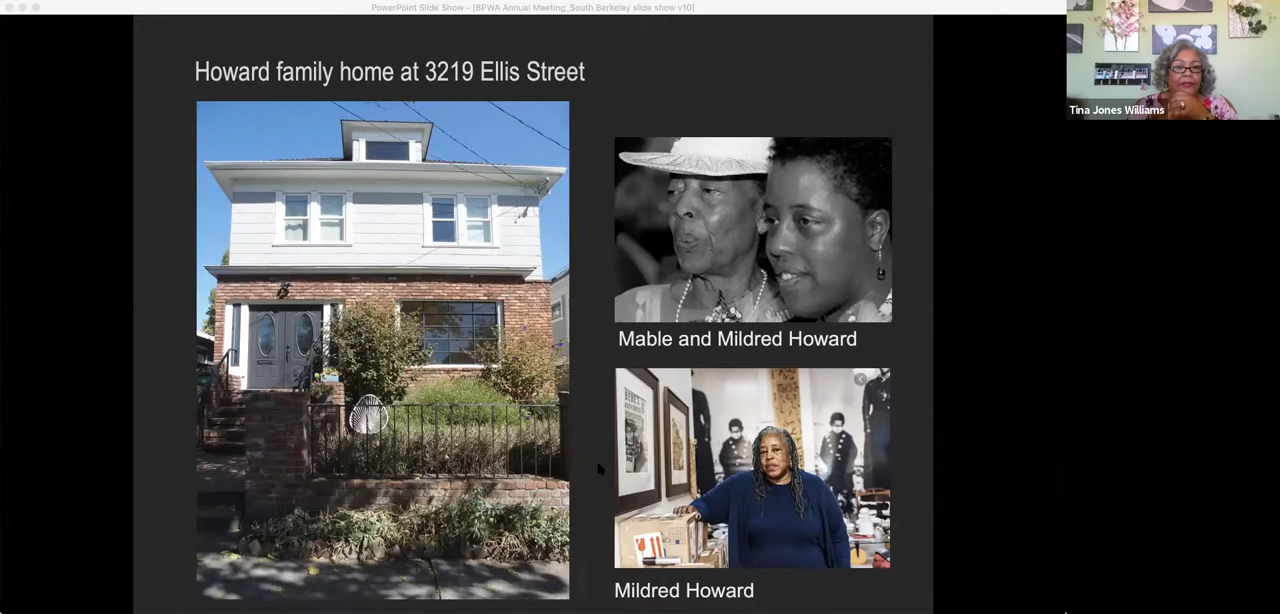 PowerPoint Slide Show - [BPWA Annual Meeting_South Berkeley slide show v10]
Howard family home at 3219 Ellis Street
Tina Jones Williams
Mable and Mildred Howard
Mildred Howard